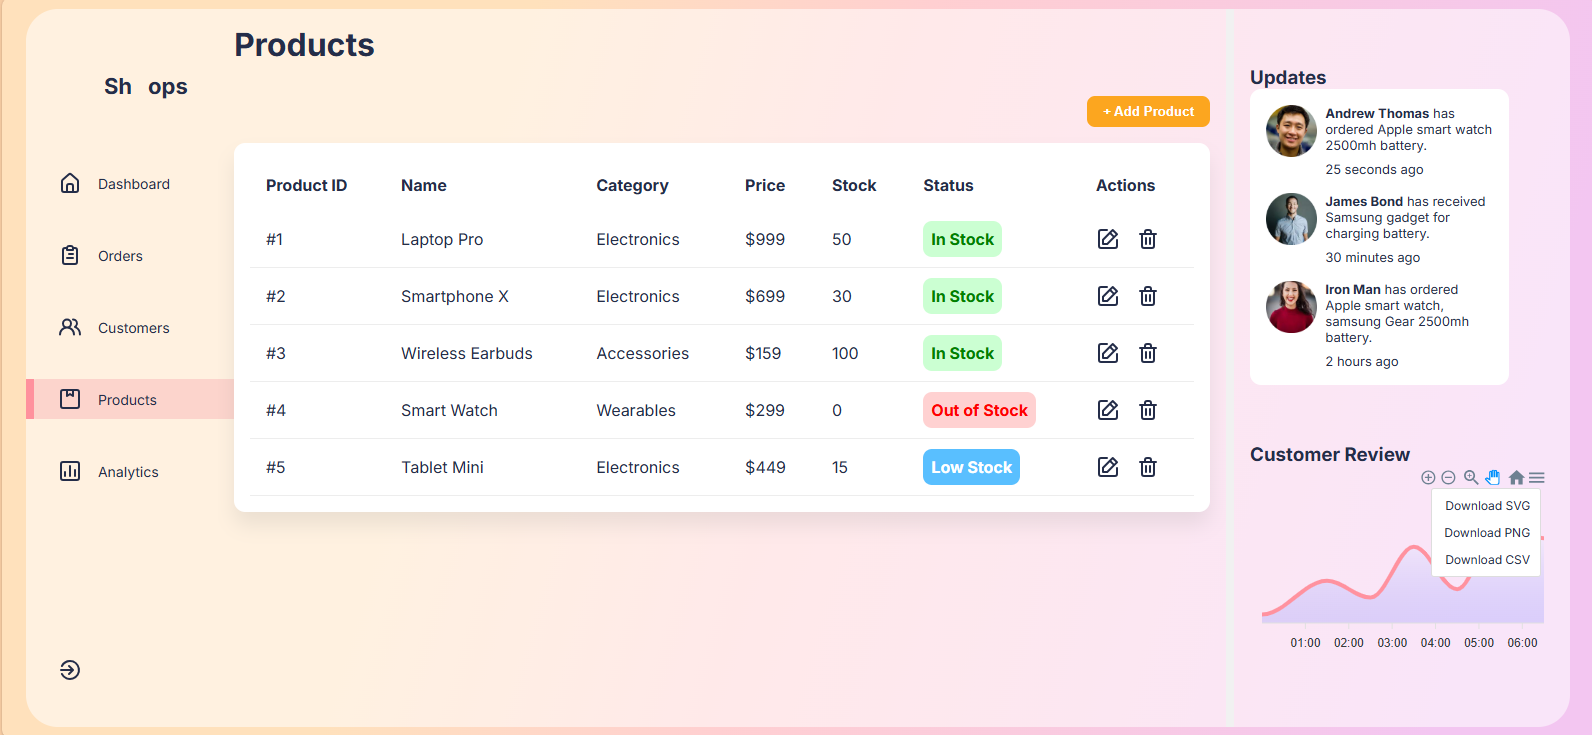 Products
Sh ops
+ Add Product
Dashboard
Orders
Customers
Products
Analytics
Product ID Name Category Price Stock Status Actions
#1 Laptop Pro Electronics $999 50 In Stock
#2 Smartphone X Electronics $699 30 In Stock
#3 Wireless Earbuds Accessories $159 100 In Stock
#4 Smart Watch Wearables $299 0 Out of Stock
#5 Tablet Mini Electronics $449 15 Low Stock
Updates
Andrew Thomas has
ordered Apple smart watch
2500mh battery.
25 seconds ago
James Bond has received
Samsung gadget for
charging battery.
30 minutes ago
Iron Man has ordered
Apple smart watch,
samsung Gear 2500mh
battery.
2 hours ago
Customer Review
Download SVG
Download PNG
Download CSV
01:00 02:00 03:00 04:00 05:00 06:00